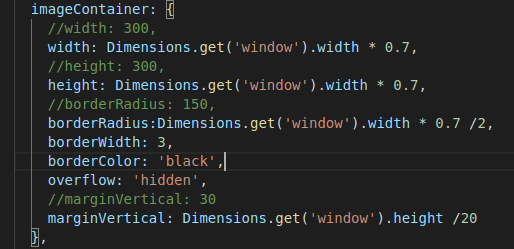 imageContainer: {
//width: 300,
width: Dimensions.get('window').width * 0.7,
//height: 300,
height: Dimensions.get('window').width * 0.7,
//borderRadius: 150,
borderRadius:Dimensions.get('window').width * 0.7 /2,
borderWidth: 3,
borderColor: 'black',
overflow: 'hidden',
//marginVertical: 30
marginVertical: Dimensions.get('window').height /20
},